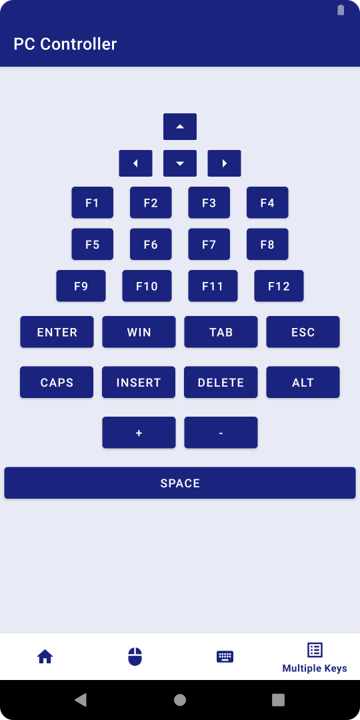 PC Controller
F1 F2 F3 F4
F5 F6 F7 F8
F9 F10 F11 F12
ENTER WIN TAB ESC
CAPS INSERT DELETE ALT
+ -
SPACE
Multiple Keys